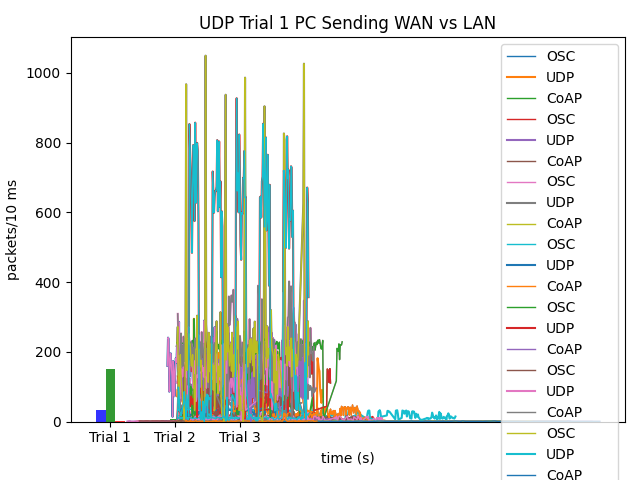 UDP Trial 1 PC Sending WAN vs LAN
packets/10 ms
1000
800
600
400
200
0
Trial 1 Trial 2 Trial 3
time (s)
OSC
UDP
CoAP
OSC
UDP
CoAP
OSC
UDP
CoAP
OSC
UDP
CoAP
OSC
UDP
CoAP
OSC
UDP
CoAP
OSC
UDP
CoAP